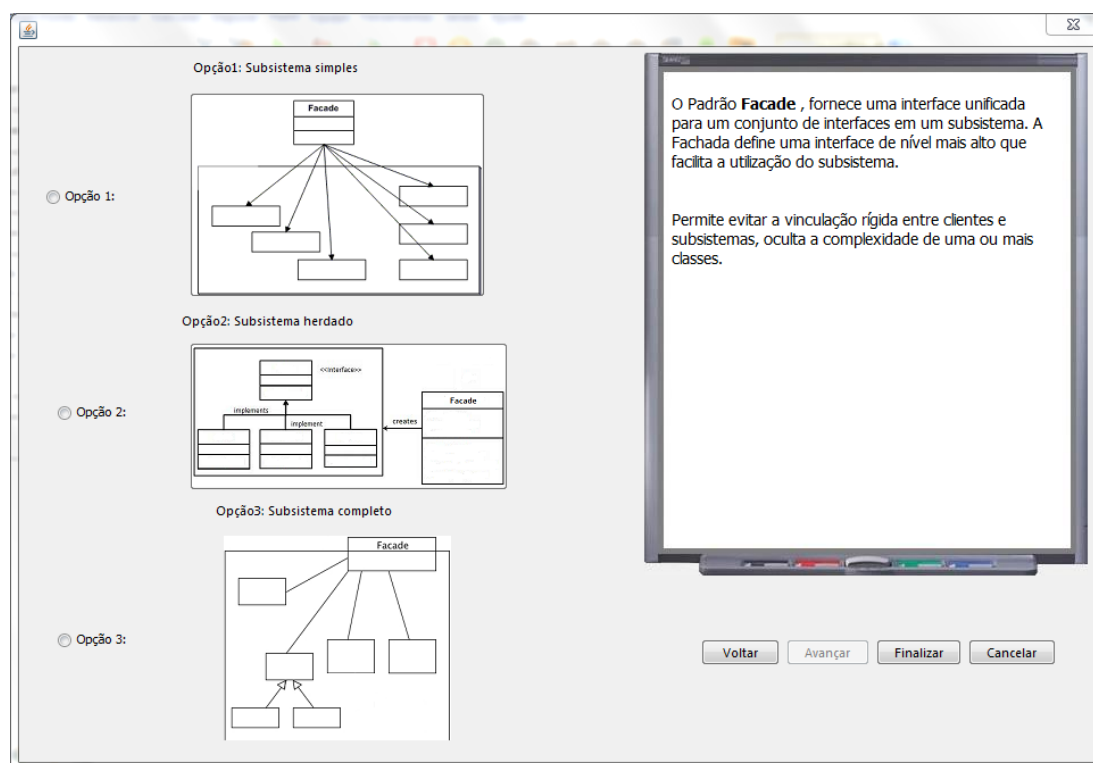 Opção1: Subsistema simples
Facade
Opção 1:
Opção2: Subsistema herdado
<<Interface>>
implements
implement
creates
Facade
Opção 2:
Opção3: Subsistema completo
Facade
Opção 3:
O Padrão Facade , fornece uma interface unificada
para um conjunto de interfaces em um subsistema. A
Fachada define uma interface de nível mais alto que
facilita a utilização do subsistema.
Permite evitar a vinculação rígida entre clientes e
subsistemas, oculta a complexidade de uma ou mais
classes.
Voltar
Avançar
Finalizar
Cancelar